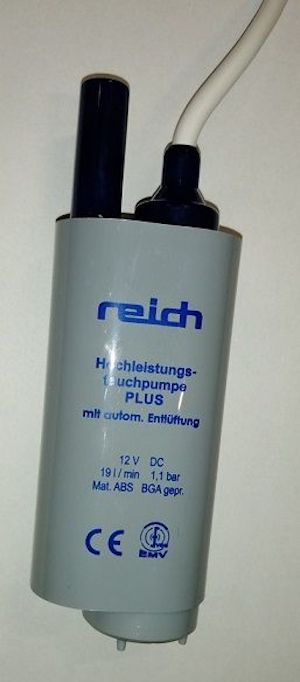 reich
Hochleistungs-
tauchpumpe
PLUS
mit autom. Entlüftung
12 V DC
19 l / min 1,1 bar
Mat. ABS BGA gepr.
CE EMV